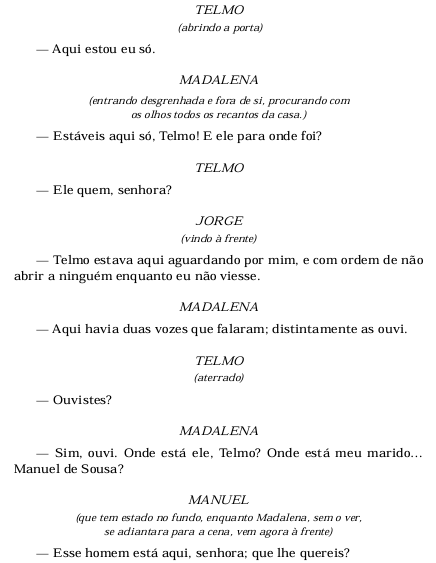 TELMO
(abrindo a porta)
— Aqui estou eu só.
MADALENA
(entrando desgrenhada e fora de si, procurando com
os olhos todos os recantos da casa.)
— Estáveis aqui só, Telmo! E ele para onde foi?
TELMO
— Ele quem, senhora?
JORGE
(vindo à frente)
— Telmo estava aqui aguardando por mim, e com ordem de não
abrir a ninguém enquanto eu não viesse.
MADALENA
— Aqui havia duas vozes que falaram; distintamente as ouvi.
TELMO
(aterrado)
— Ouvistes?
MADALENA
— Sim, ouvi. Onde está ele, Telmo? Onde está meu marido...
Manuel de Sousa?
MANUEL
(que tem estado no fundo, enquanto Madalena, sem o ver,
se adiantara para a cena, vem agora à frente)
— Esse homem está aqui, senhora; que lhe quereis?